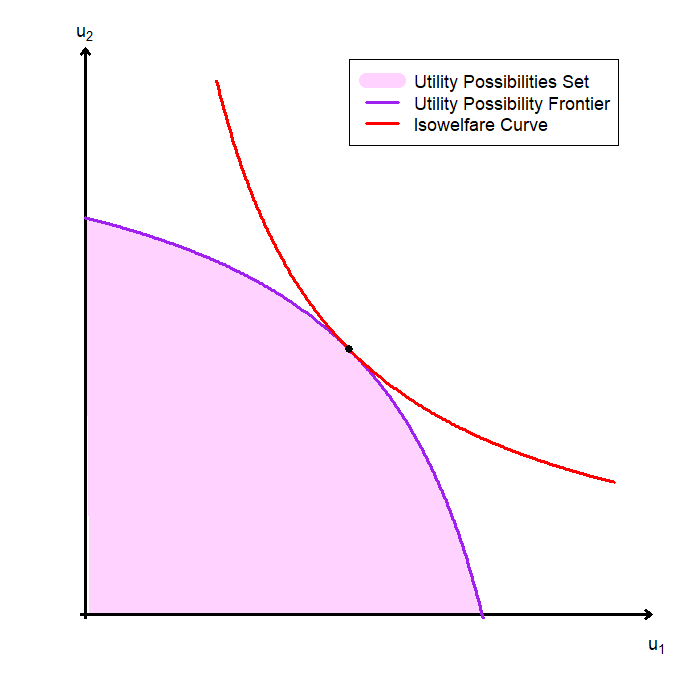 u₂
Utility Possibilities Set
Utility Possibility Frontier
Isowelfare Curve
u₁